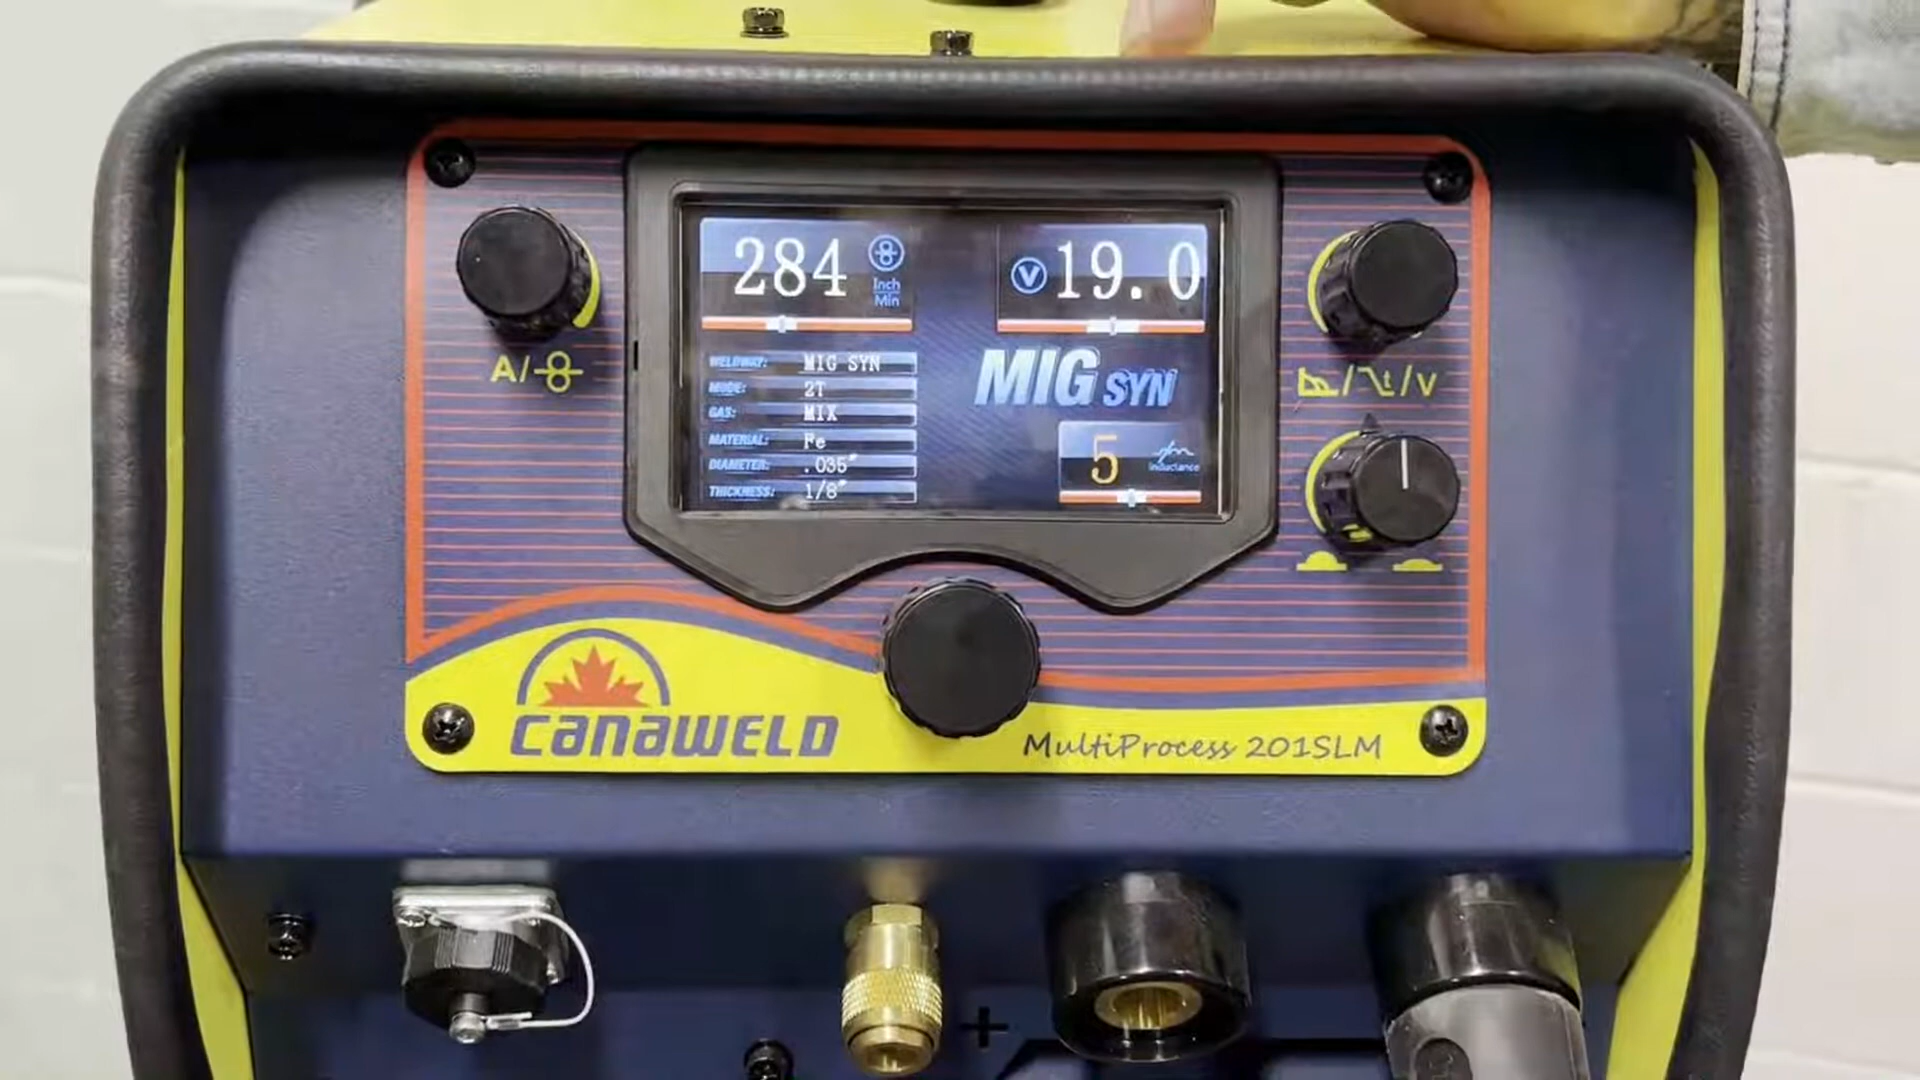 284
Inch
Min
V 19.0
WELDWAY: MIG SYN
MODE: 2T
GAS: MIX
MATERIAL: Fe
DIAMETER: .035"
THICKNESS: 1/8"
MIG SYN
5
Inductance
A/
/t/V
CANAWELD
MultiProcess 201SLM
+